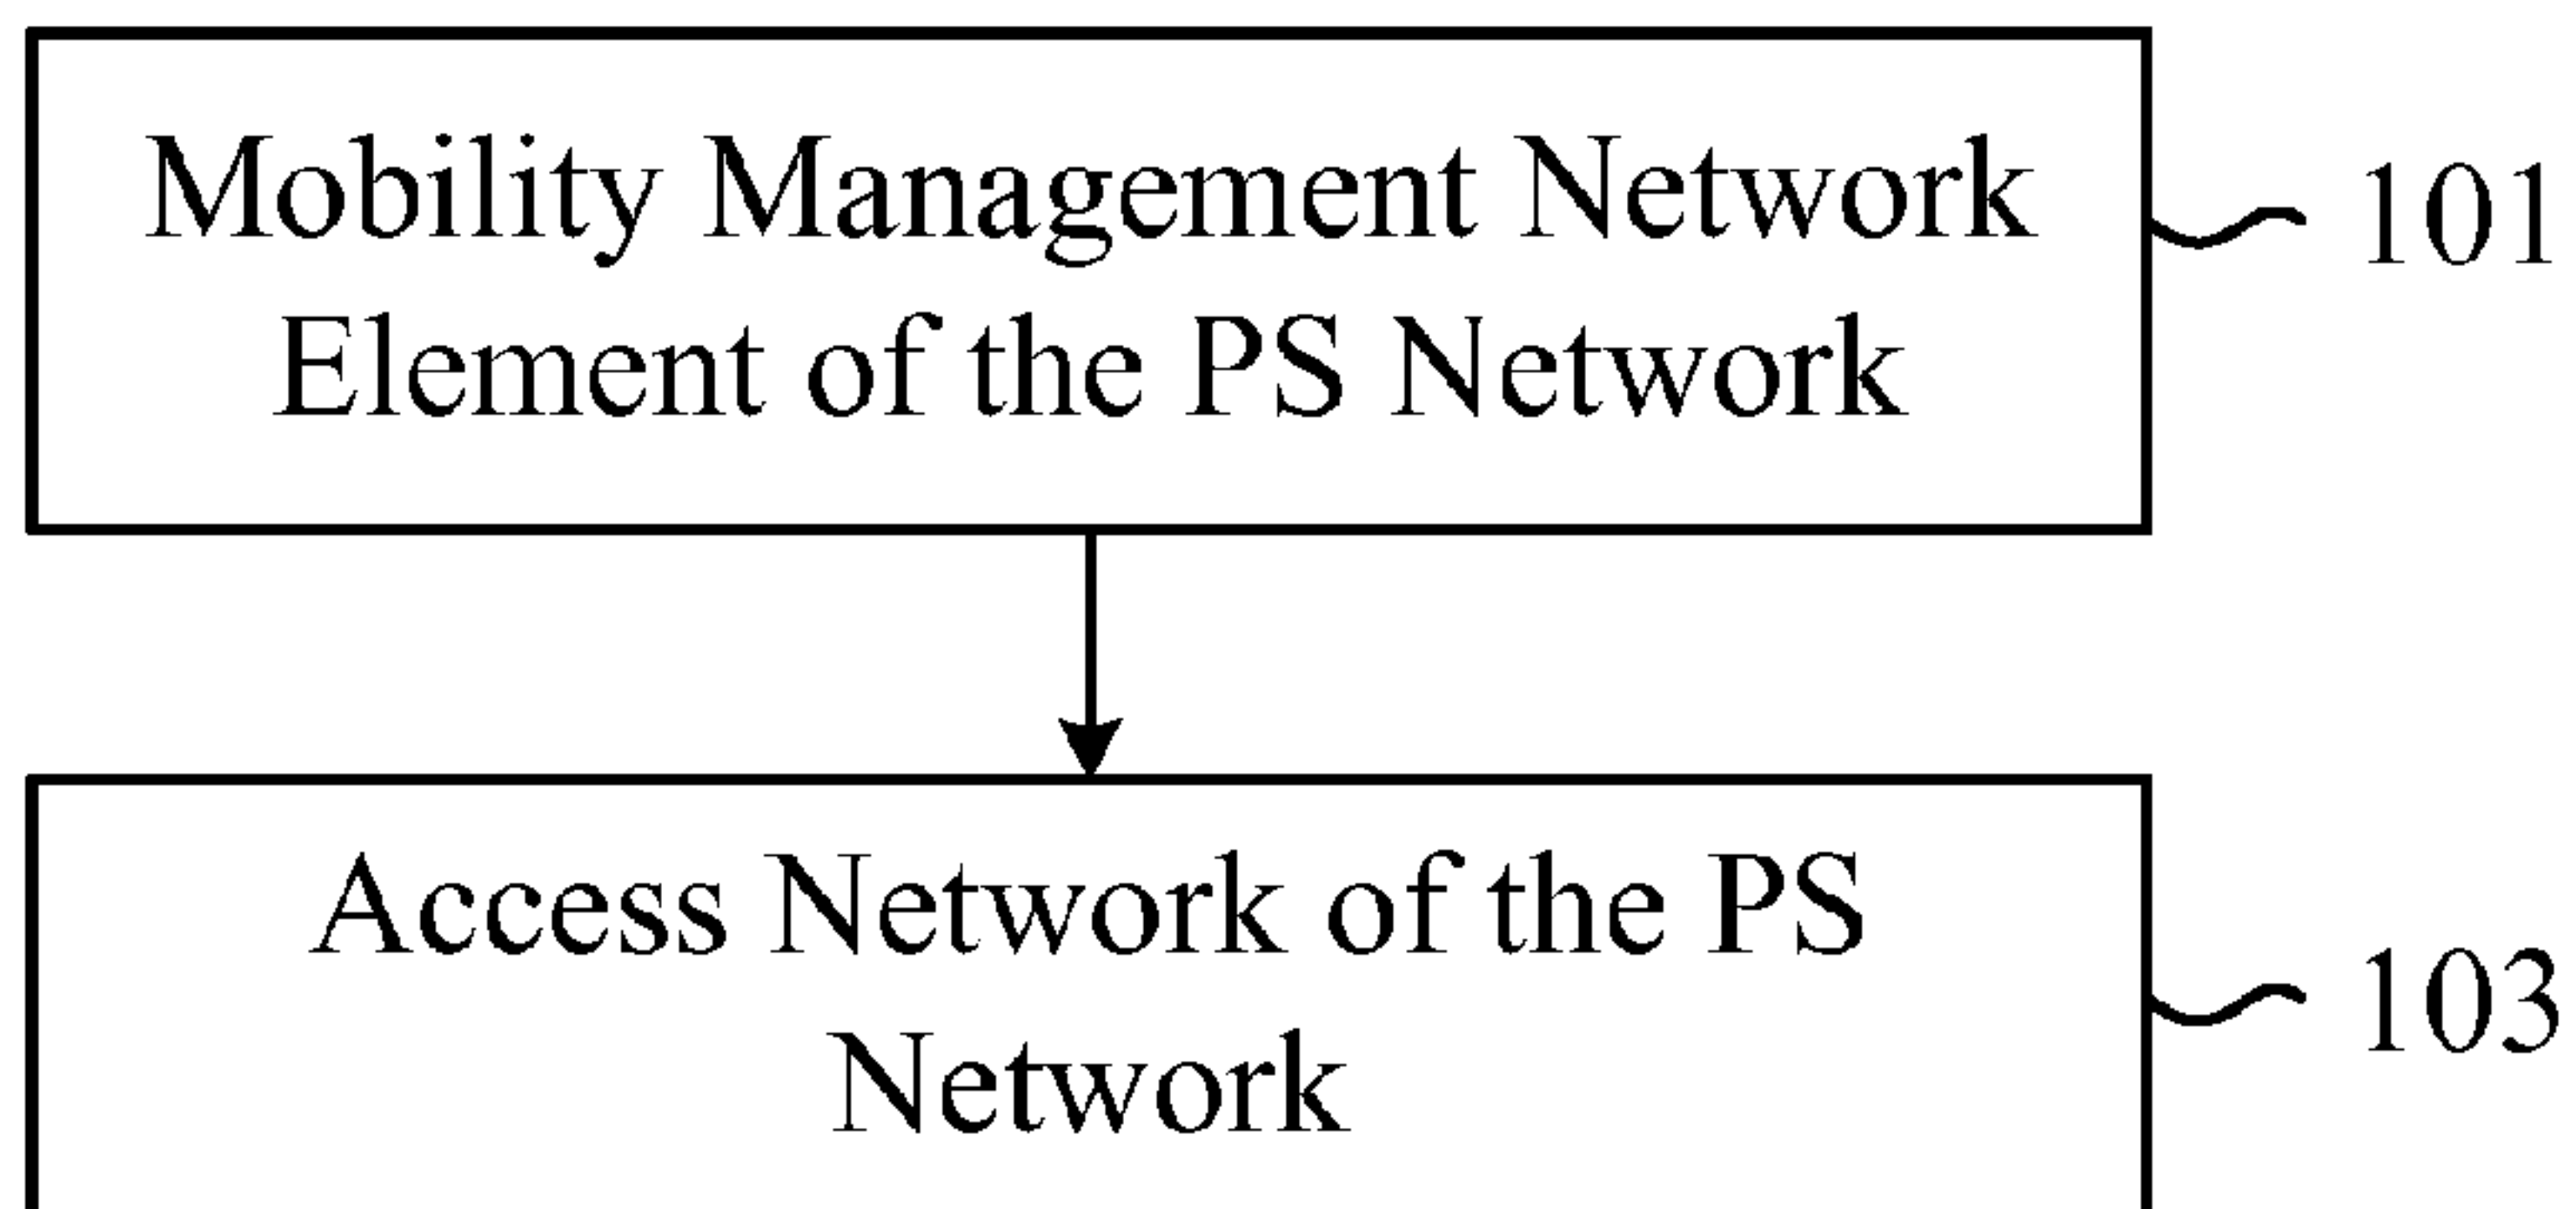 Mobility Management Network
Element of the PS Network
101
Access Network of the PS
Network
103